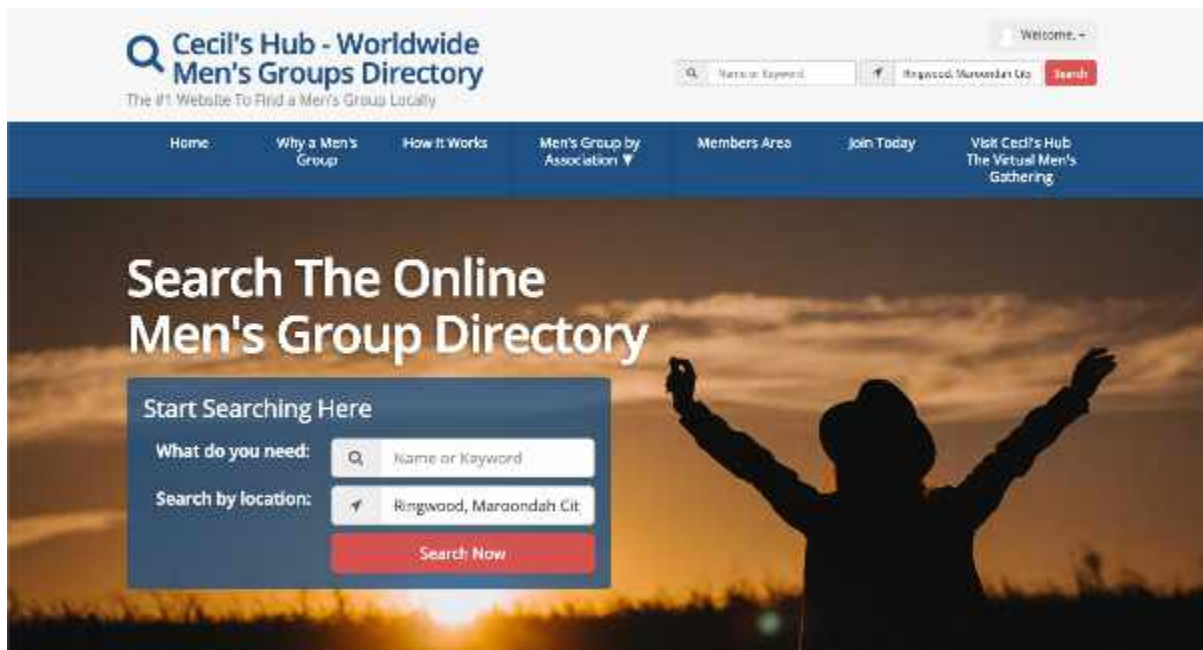 Cecil's Hub - Worldwide
Men's Groups Directory
The #1 Website To Find a Men's Group Locally
Welcome.
Name or Keyword
Ringwood, Maroondah City
Search
Home
Why a Men's
Group
How It Works
Men's Group by
Association ▼
Members Area
Join Today
Visit Cecil's Hub
The Virtual Men's
Gathering
Search The Online
Men's Group Directory
Start Searching Here
What do you need:
Name or Keyword
Search by location:
Ringwood, Maroondah Cit
Search Now